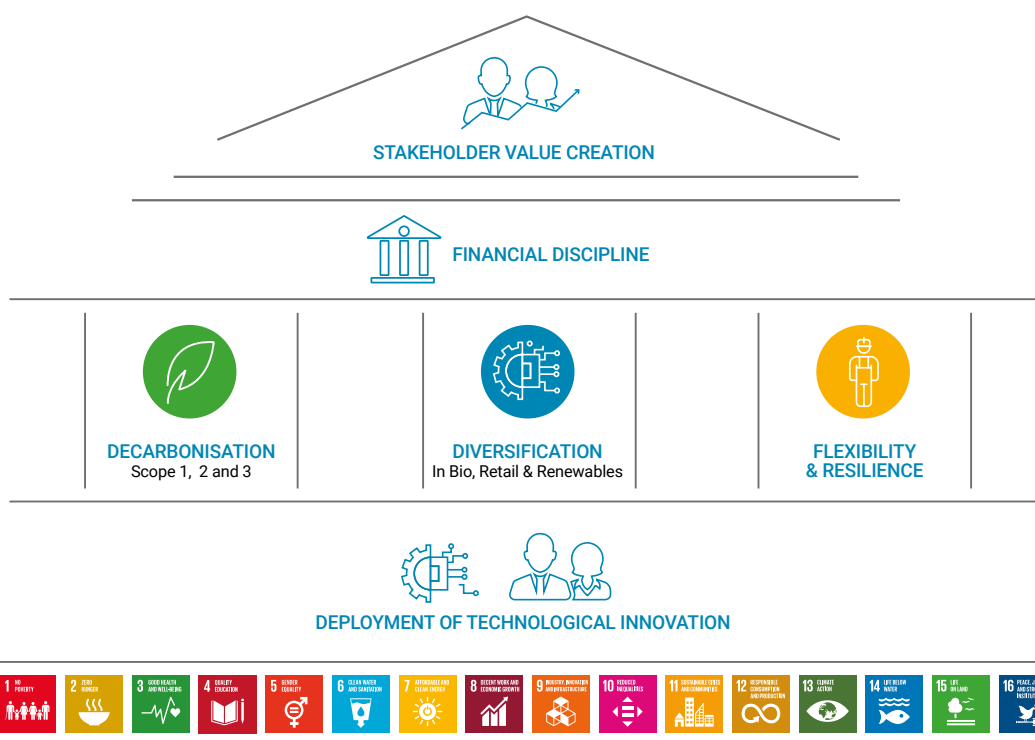 STAKEHOLDER VALUE CREATION
FINANCIAL DISCIPLINE
DECARBONISATION
Scope 1, 2 and 3
DIVERSIFICATION
In Bio, Retail & Renewables
FLEXIBILITY
& RESILIENCE
DEPLOYMENT OF TECHNOLOGICAL INNOVATION
1 NO
POVERTY
2 ZERO
HUNGER
3 GOOD HEALTH
AND WELL-BEING
4 QUALITY
EDUCATION
5 GENDER
EQUALITY
6 CLEAN WATER
AND SANITATION
7 AFFORDABLE AND
CLEAN ENERGY
8 DECENT WORK AND
ECONOMIC GROWTH
9 INDUSTRY, INNOVATION
AND INFRASTRUCTURE
10 REDUCED
INEQUALITIES
11 SUSTAINABLE CITIES
AND COMMUNITIES
12 RESPONSIBLE
CONSUMPTION
AND PRODUCTION
13 CLIMATE
ACTION
14 LIFE BELOW
WATER
15 LIFE
ON LAND
16 PEACE,